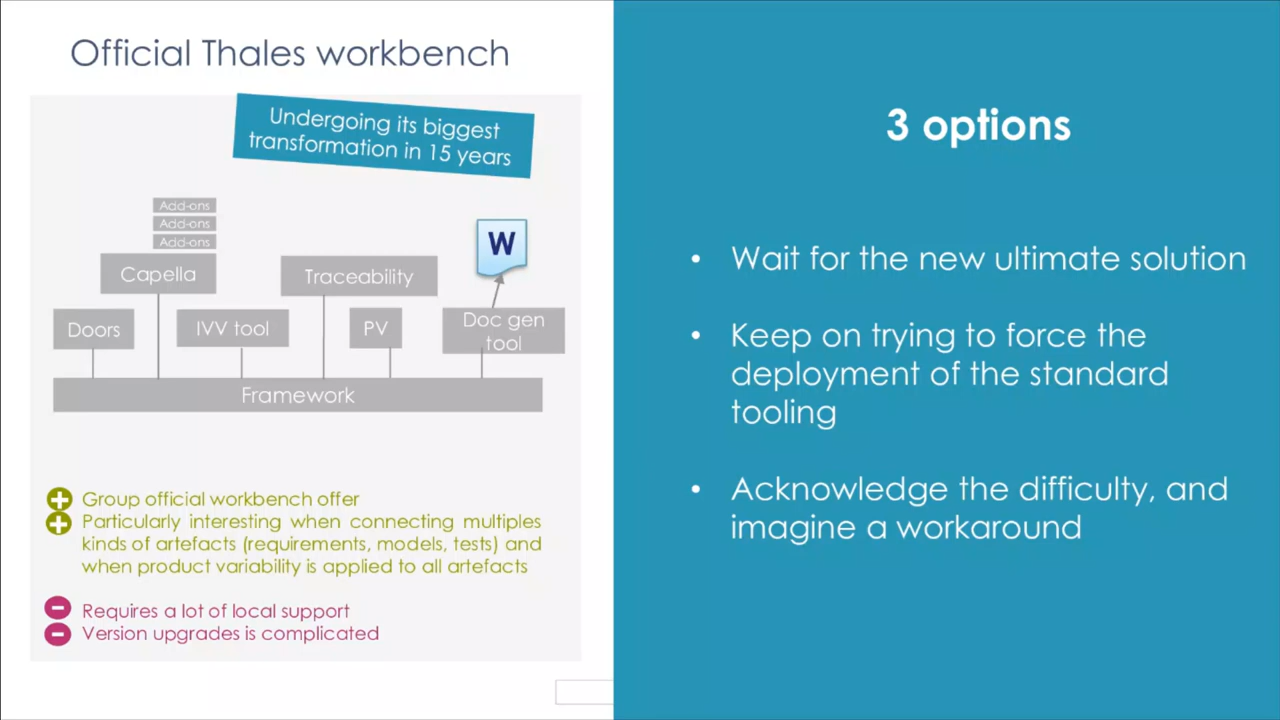 Official Thales workbench
Undergoing its biggest
transformation in 15 years
Add-ons
Add-ons
Add-ons
Capella
Traceability
W
Doors
IVV tool
PV
Doc gen
tool
Framework
Group official workbench offer
Particularly interesting when connecting multiples
kinds of artefacts (requirements, models, tests) and
when product variability is applied to all artefacts
Requires a lot of local support
Version upgrades is complicated
3 options
• Wait for the new ultimate solution
• Keep on trying to force the
deployment of the standard
tooling
• Acknowledge the difficulty, and
imagine a workaround